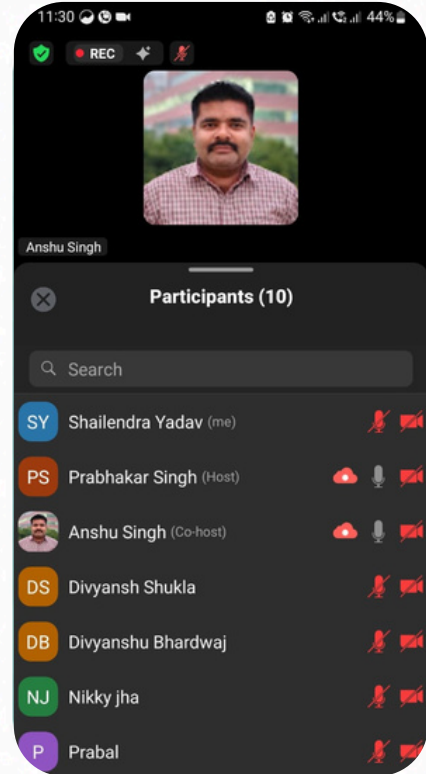 11:30 44%
REC
Anshu Singh
Participants (10)
Search
SY Shailendra Yadav (me)
PS Prabhakar Singh (Host)
Anshu Singh (Co-host)
DS Divyansh Shukla
DB Divyanshu Bhardwaj
NJ Nikky jha
P Prabal